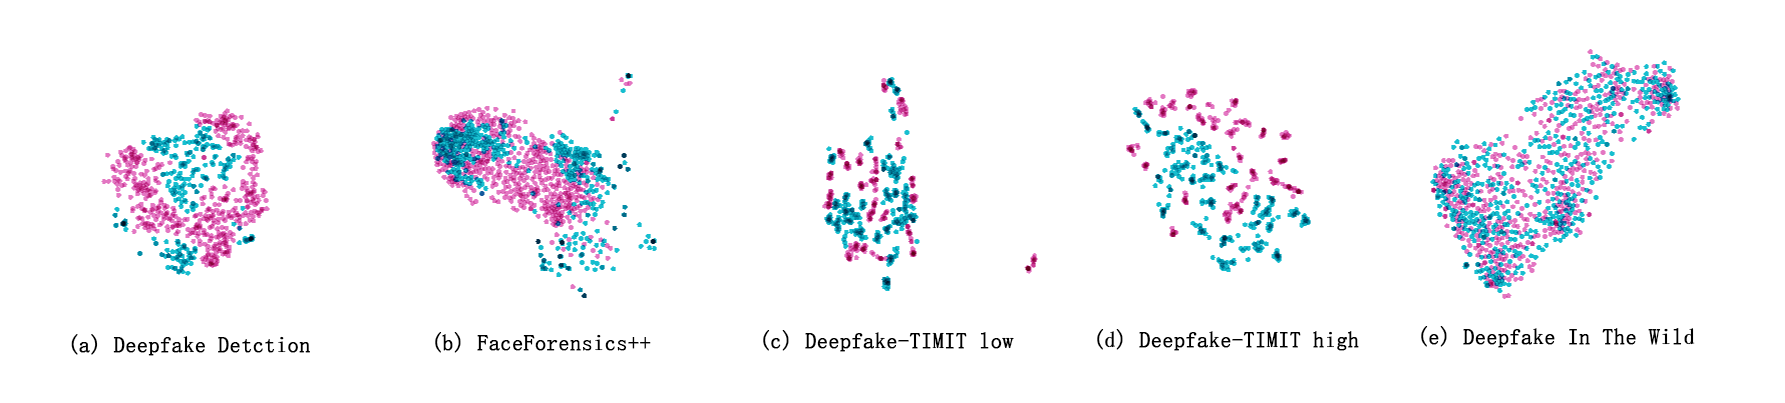 (a) Deepfake Detction
(b) FaceForensics++
(c) Deepfake-TIMIT low
(d) Deepfake-TIMIT high
(e) Deepfake In The Wild